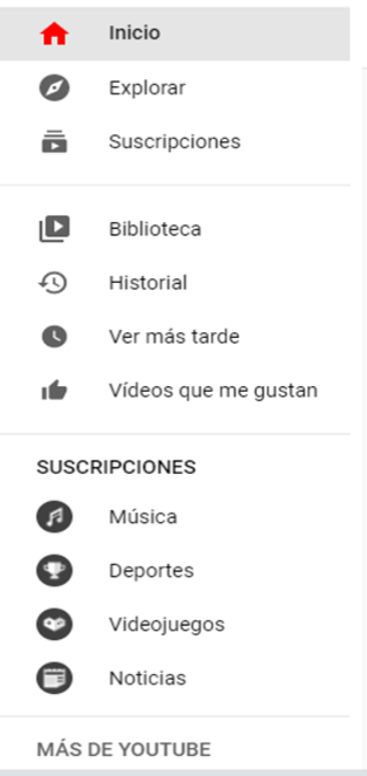 Inicio
Explorar
Suscripciones
Biblioteca
Historial
Ver más tarde
Vídeos que me gustan
SUSCRIPCIONES
Música
Deportes
Videojuegos
Noticias
MÁS DE YOUTUBE